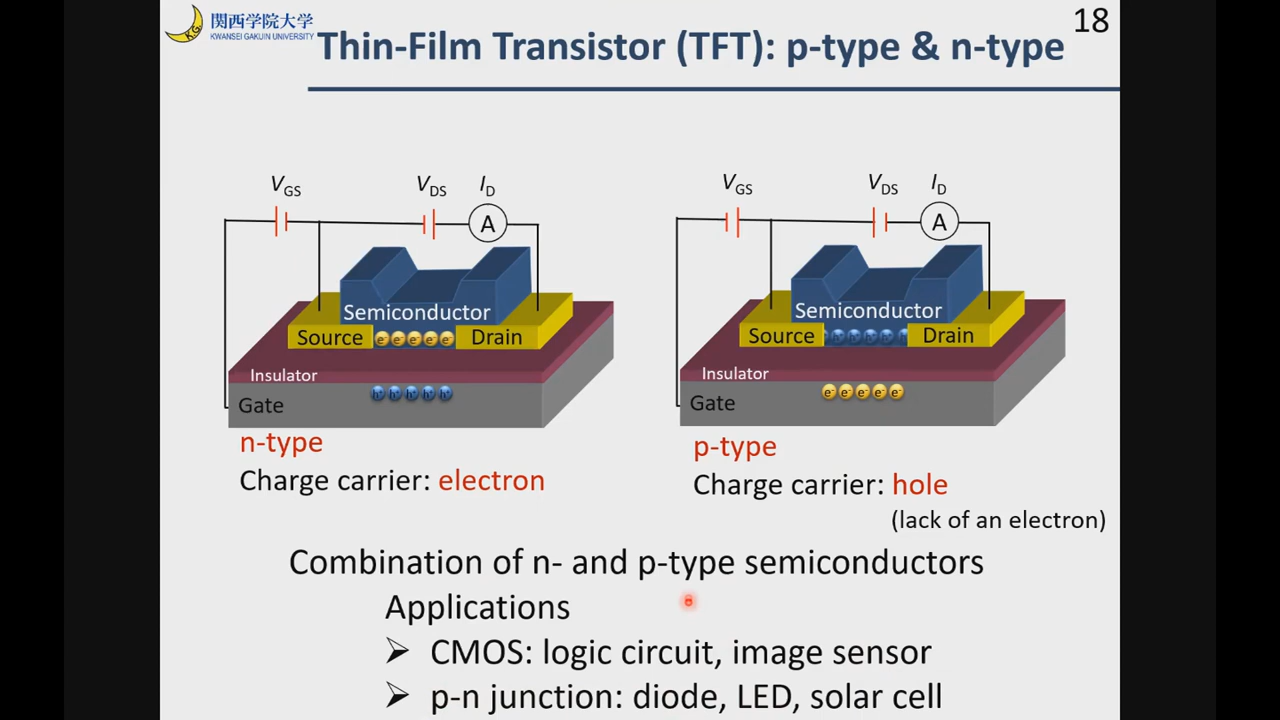 関西学院大学
KWANSEI GAKUIN UNIVERSITY
18
Thin-Film Transistor (TFT): p-type & n-type
VGS
VDS
ID
A
Semiconductor
Source
e- e- e- e- e-
Drain
Insulator
h+ h+ h+ h+ h+
Gate
n-type
Charge carrier: electron
VGS
VDS
ID
A
Semiconductor
Source
h+ h+ h+ h+ h+
Drain
Insulator
e- e- e- e- e-
Gate
p-type
Charge carrier: hole
(lack of an electron)
Combination of n- and p-type semiconductors
Applications
➢ CMOS: logic circuit, image sensor
➢ p-n junction: diode, LED, solar cell